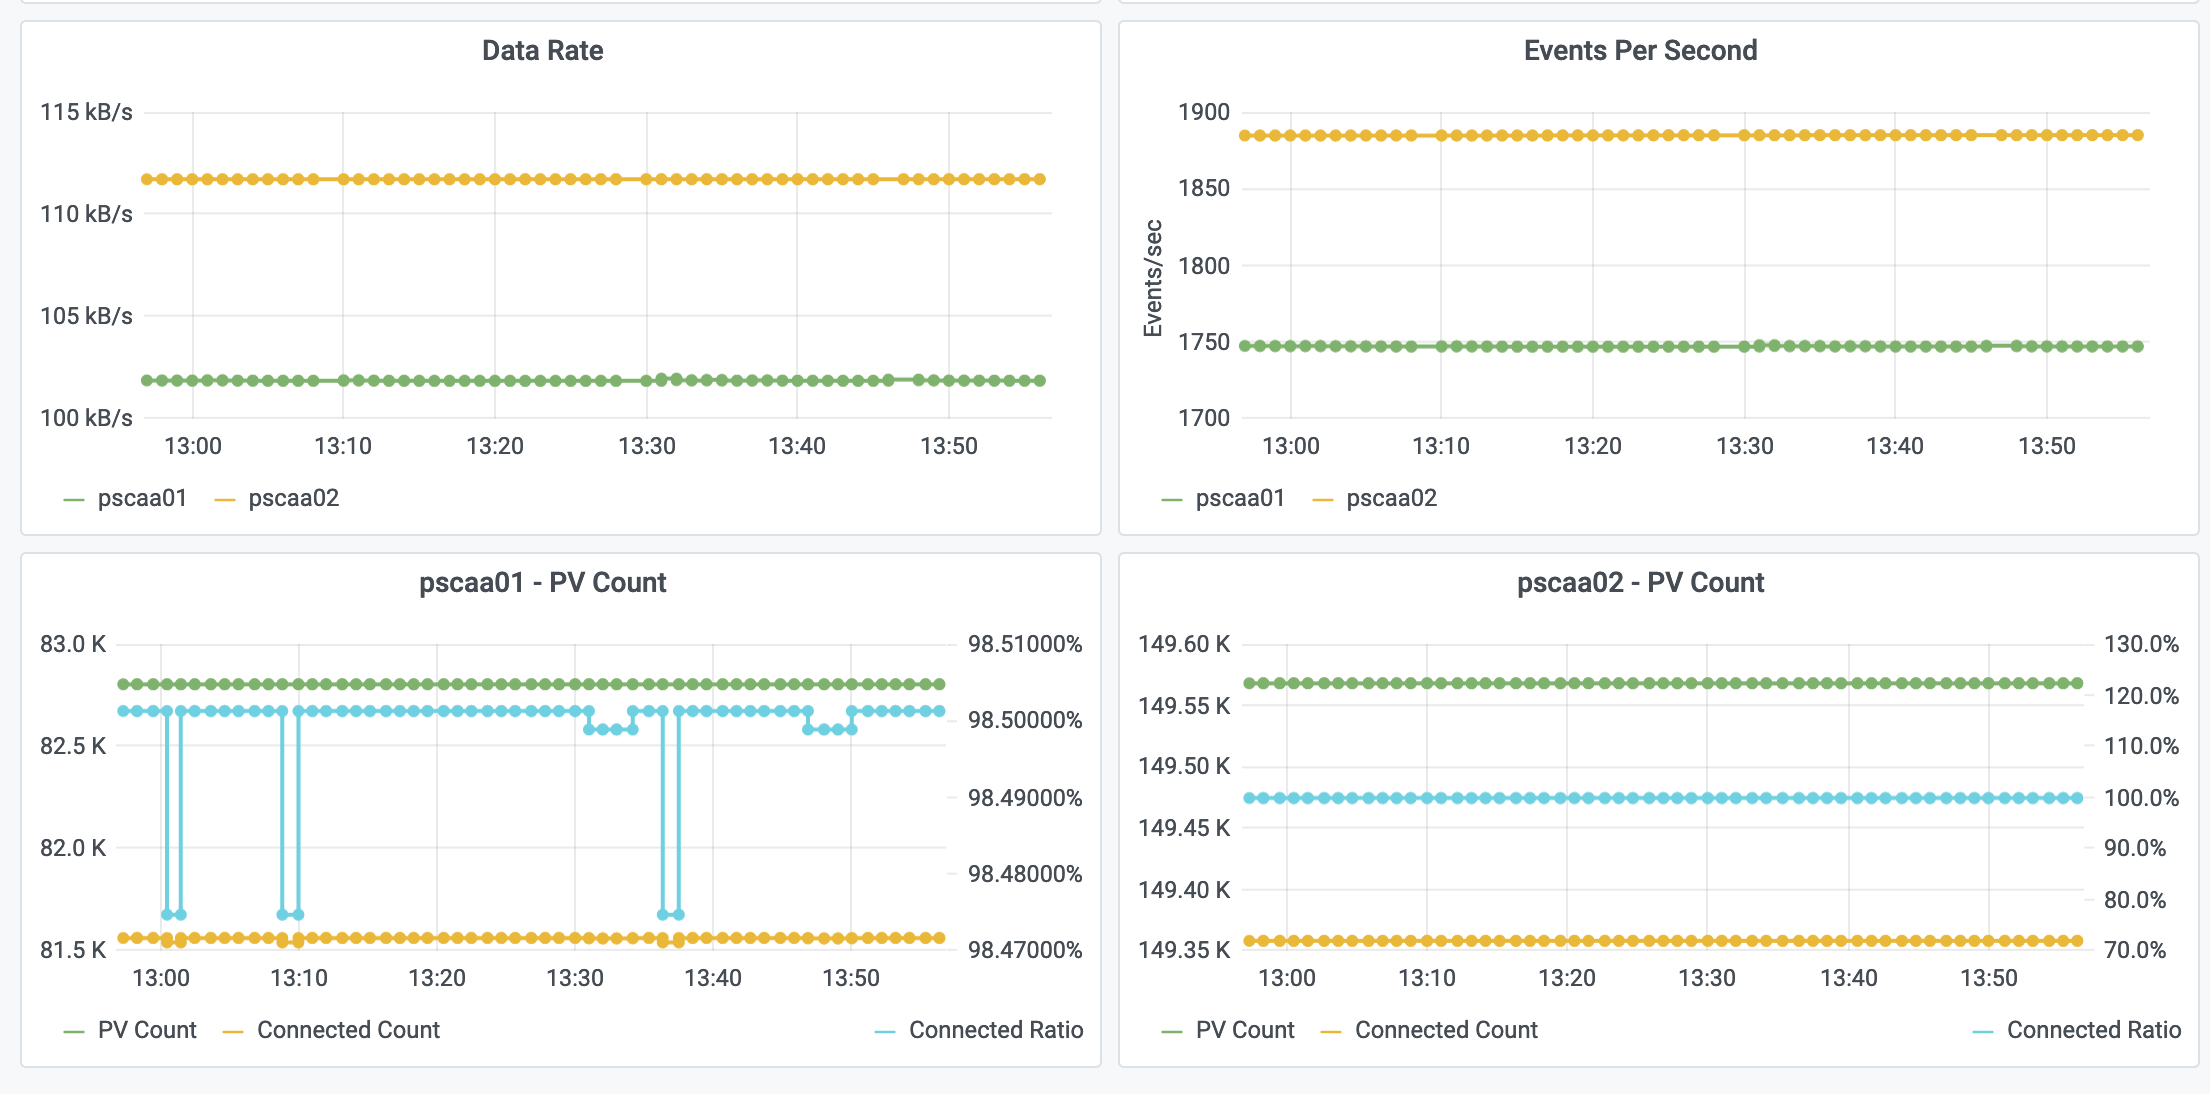 Data Rate
115 kB/s
110 kB/s
105 kB/s
100 kB/s
13:00 13:10 13:20 13:30 13:40 13:50
pscaa01 pscaa02
Events Per Second
Events/sec
1900
1850
1800
1750
1700
13:00 13:10 13:20 13:30 13:40 13:50
pscaa01 pscaa02
pscaa01 - PV Count
83.0 K
82.5 K
82.0 K
81.5 K
98.51000%
98.50000%
98.49000%
98.48000%
98.47000%
13:00 13:10 13:20 13:30 13:40 13:50
PV Count Connected Count Connected Ratio
pscaa02 - PV Count
149.60 K
149.55 K
149.50 K
149.45 K
149.40 K
149.35 K
130.0%
120.0%
110.0%
100.0%
90.0%
80.0%
70.0%
13:00 13:10 13:20 13:30 13:40 13:50
PV Count Connected Count Connected Ratio